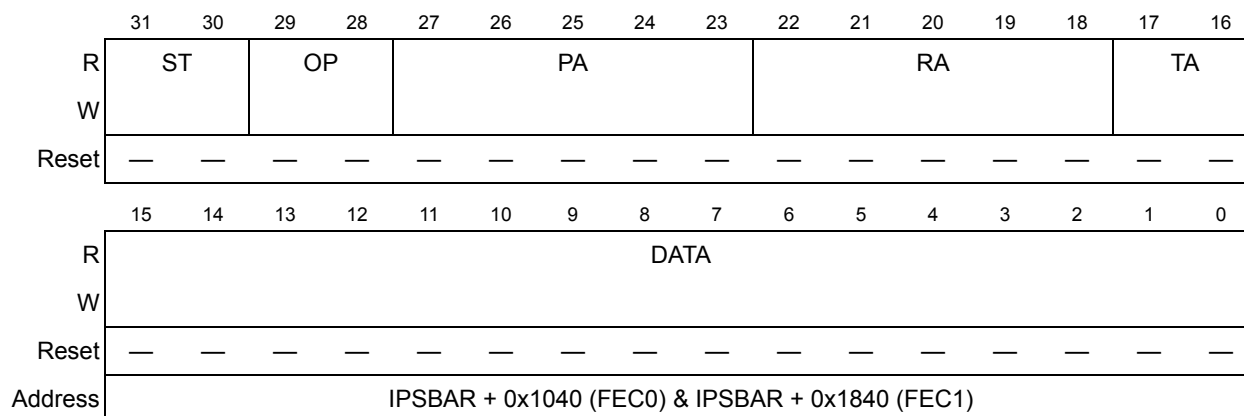 31 30 29 28 27 26 25 24 23 22 21 20 19 18 17 16
R ST OP PA RA TA
W
Reset — — — — — — — — — — — — — — — —
15 14 13 12 11 10 9 8 7 6 5 4 3 2 1 0
R DATA
W
Reset — — — — — — — — — — — — — — — —
Address IPSBAR + 0x1040 (FEC0) & IPSBAR + 0x1840 (FEC1)